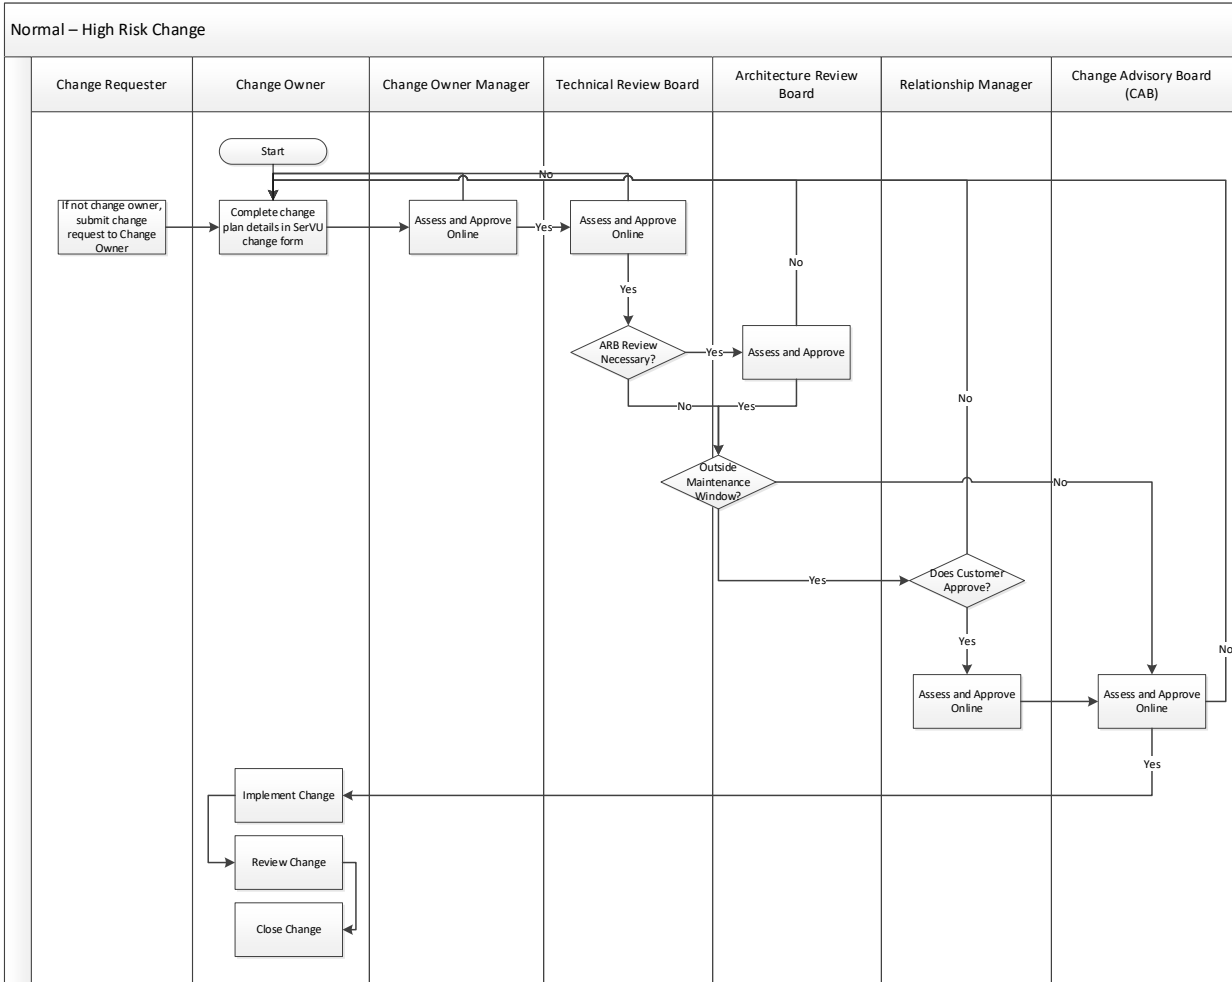 Normal – High Risk Change
Change Requester
Change Owner
Change Owner Manager
Technical Review Board
Architecture Review
Board
Relationship Manager
Change Advisory Board
(CAB)
Start
No
If not change owner,
submit change
request to Change
Owner
Complete change
plan details in SerVU
change form
Assess and Approve
Online
Yes
Assess and Approve
Online
No
Yes
ARB Review
Necessary?
Yes
Assess and Approve
No
No
Yes
Outside
Maintenance
Window?
No
Yes
Does Customer
Approve?
Yes
No
Assess and Approve
Online
Assess and Approve
Online
Yes
Implement Change
Review Change
Close Change